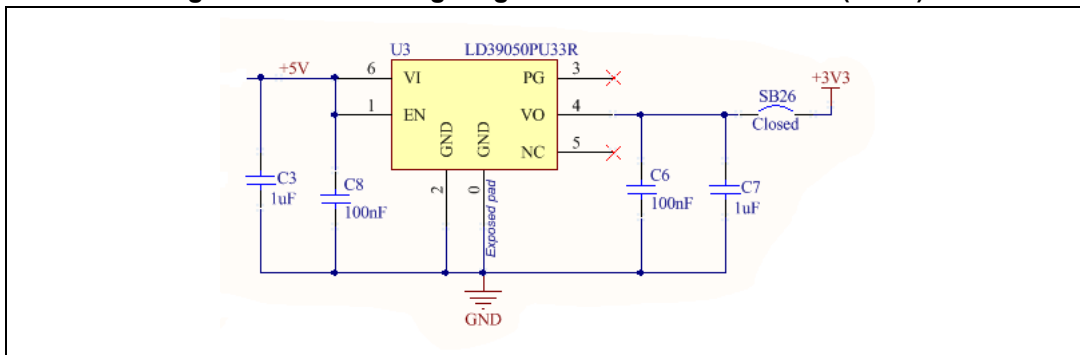 U3 LD39050PU33R
+5V 6 VI PG 3
+3V3
1 EN VO 4 SB26
Closed
GND GND NC 5
C3
1uF
C8
100nF
2 0 Exposed pad
C6
100nF
C7
1uF
GND